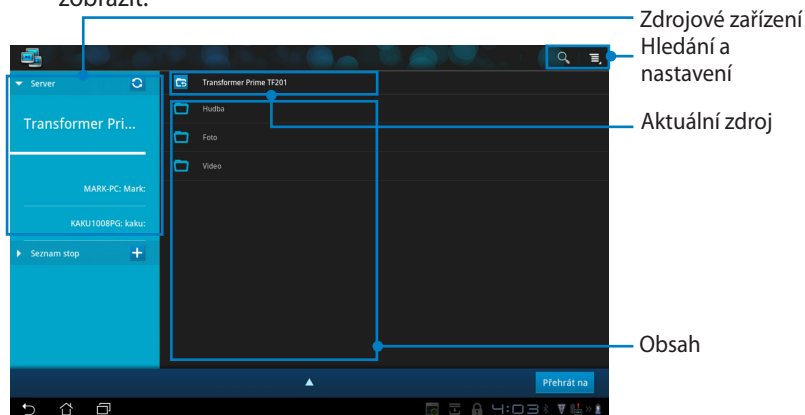 zobrazit.
Zdrojové zařízení
Hledání a
nastavení
Aktuální zdroj
Obsah
Server
Transformer Pri...
MARK-PC: Mark:
KAKU1008PG: kaku:
Seznam stop
Transformer Prime TF201
Hudba
Foto
Video
Přehrát na
4:03